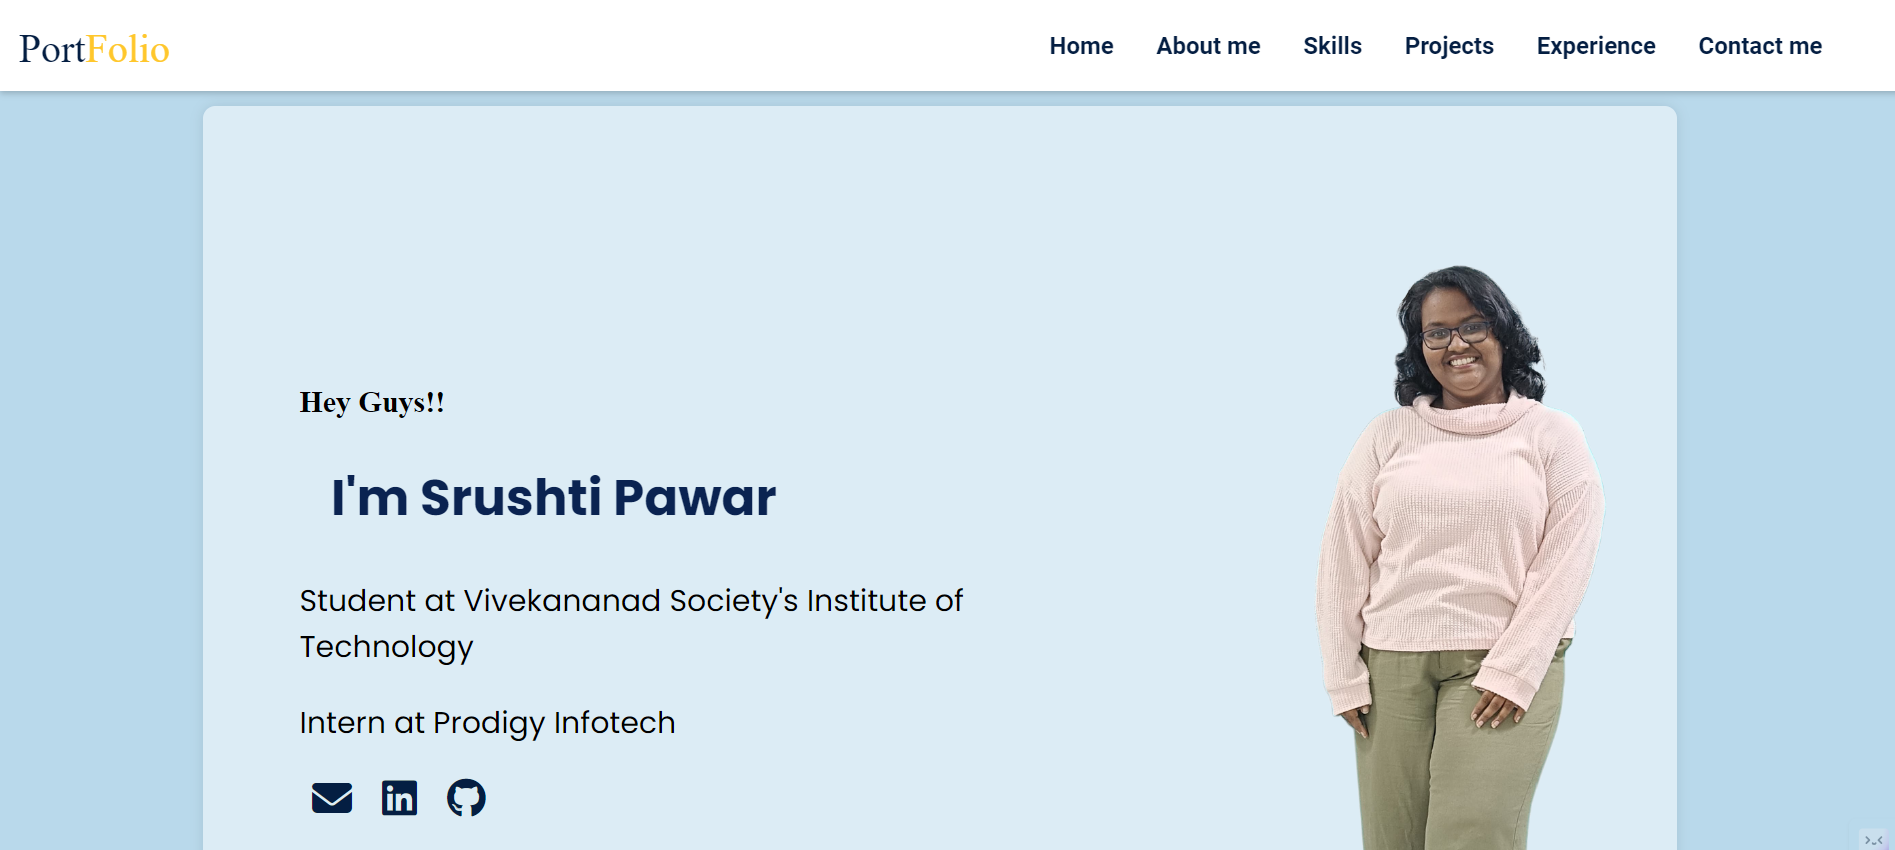 PortFolio
Home About me Skills Projects Experience Contact me
Hey Guys!!
I'm Srushti Pawar
Student at Vivekananad Society's Institute of
Technology
Intern at Prodigy Infotech
in